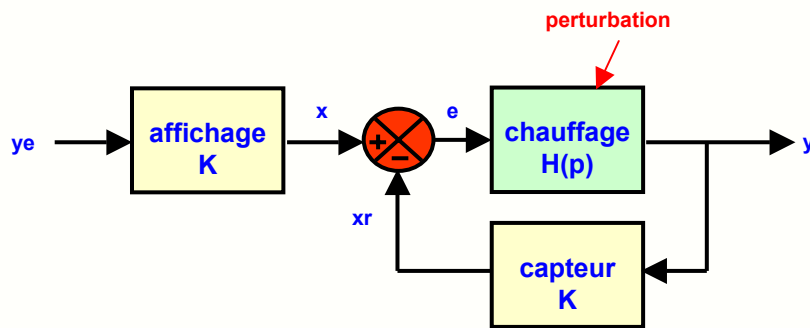 perturbation
ye
affichage
K
x
+
−
e
chauffage
H(p)
y
xr
capteur
K